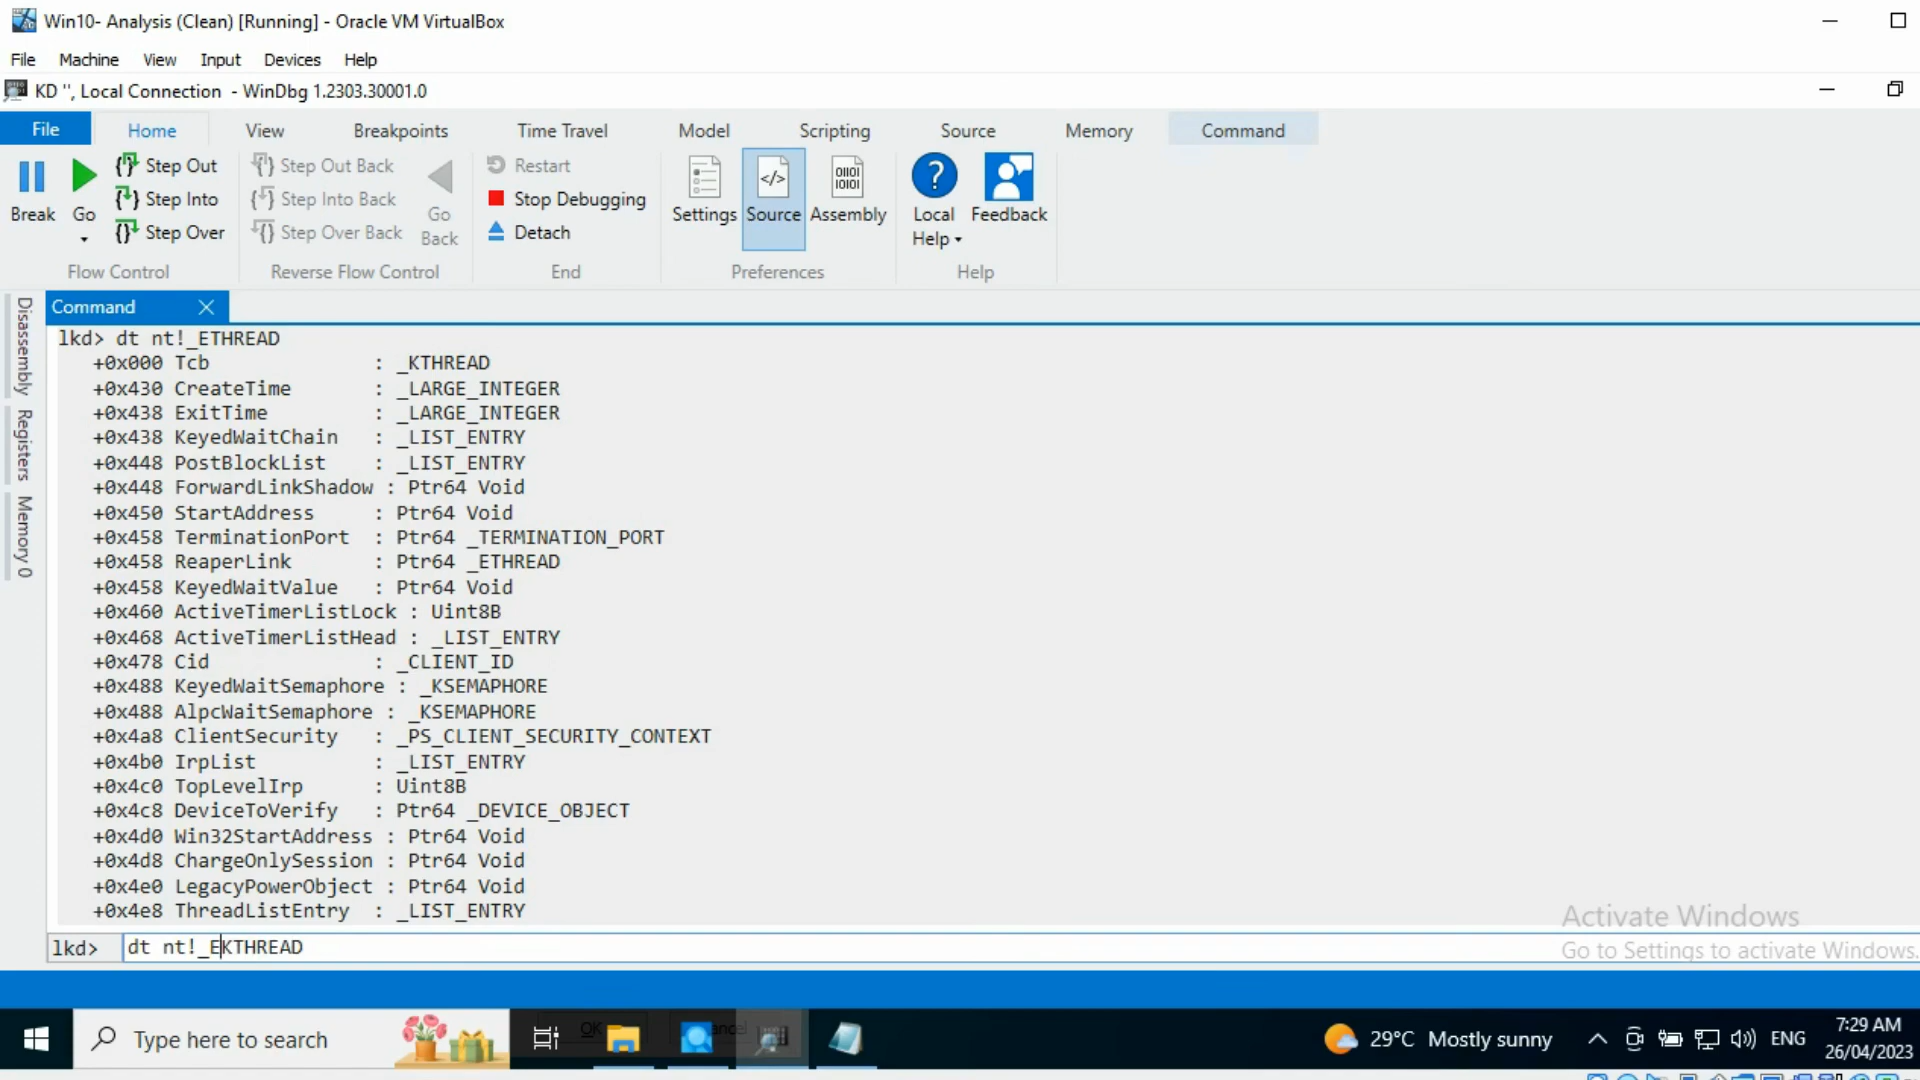 Win10- Analysis (Clean) [Running] - Oracle VM VirtualBox
File Machine View Input Devices Help
KD '', Local Connection - WinDbg 1.2303.30001.0
File Home View Breakpoints Time Travel Model Scripting Source Memory Command
Break
Go
Step Out
Step Into
Step Over
Flow Control
Step Out Back
Step Into Back
Step Over Back
Go Back
Reverse Flow Control
Restart
Stop Debugging
Detach
End
Settings Source Assembly
Preferences
Local Help
Feedback
Help
Disassembly
Registers
Memory 0
Command
lkd> dt nt!_ETHREAD
+0x000 Tcb : _KTHREAD
+0x430 CreateTime : _LARGE_INTEGER
+0x438 ExitTime : _LARGE_INTEGER
+0x438 KeyedWaitChain : _LIST_ENTRY
+0x448 PostBlockList : _LIST_ENTRY
+0x448 ForwardLinkShadow : Ptr64 Void
+0x450 StartAddress : Ptr64 Void
+0x458 TerminationPort : Ptr64 _TERMINATION_PORT
+0x458 ReaperLink : Ptr64 _ETHREAD
+0x458 KeyedWaitValue : Ptr64 Void
+0x460 ActiveTimerListLock : Uint8B
+0x468 ActiveTimerListHead : _LIST_ENTRY
+0x478 Cid : _CLIENT_ID
+0x488 KeyedWaitSemaphore : _KSEMAPHORE
+0x488 AlpcWaitSemaphore : _KSEMAPHORE
+0x4a8 ClientSecurity : _PS_CLIENT_SECURITY_CONTEXT
+0x4b0 IrpList : _LIST_ENTRY
+0x4c0 TopLevelIrp : Uint8B
+0x4c8 DeviceToVerify : Ptr64 _DEVICE_OBJECT
+0x4d0 Win32StartAddress : Ptr64 Void
+0x4d8 ChargeOnlySession : Ptr64 Void
+0x4e0 LegacyPowerObject : Ptr64 Void
+0x4e8 ThreadListEntry : _LIST_ENTRY
lkd> dt nt!_EKTHREAD
Activate Windows
Go to Settings to activate Windows.
Type here to search
OK
29°C Mostly sunny
ENG
7:29 AM
26/04/2023